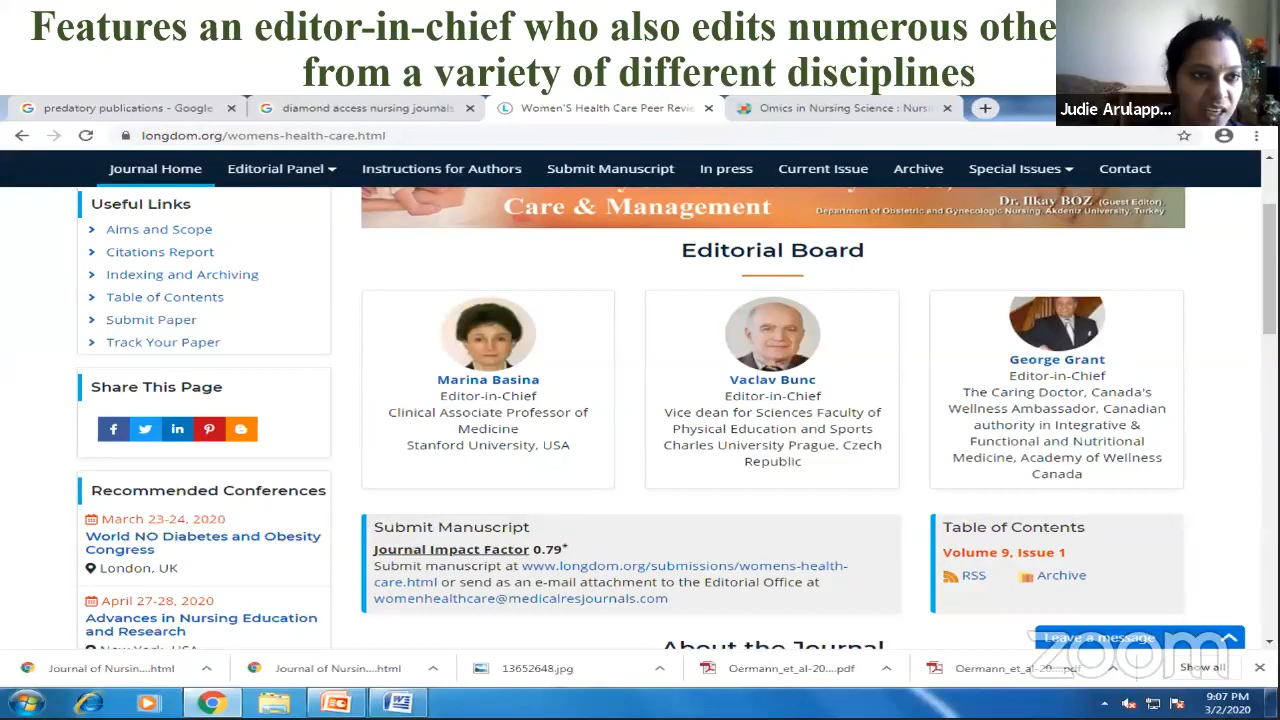 Features an editor-in-chief who also edits numerous othe
from a variety of different disciplines
Judie Arulapp...
predatory publications - Google
diamond access nursing journals
Women'S Health Care Peer Revie
Omics in Nursing Science : Nursi
longdom.org/womens-health-care.html
Journal Home Editorial Panel Instructions for Authors Submit Manuscript In press Current Issue Archive Special Issues Contact
Care & Management
Dr. Ilkay BOZ (Guest Editor),
Department of Obstetric and Gynecologic Nursing, Akdeniz University, Turkey
Useful Links
Aims and Scope
Citations Report
Indexing and Archiving
Table of Contents
Submit Paper
Track Your Paper
Share This Page
Recommended Conferences
March 23-24, 2020
World NO Diabetes and Obesity
Congress
London, UK
April 27-28, 2020
Advances in Nursing Education
and Research
Editorial Board
Marina Basina
Editor-in-Chief
Clinical Associate Professor of
Medicine
Stanford University, USA
Vaclav Bunc
Editor-in-Chief
Vice dean for Sciences Faculty of
Physical Education and Sports
Charles University Prague, Czech
Republic
George Grant
Editor-in-Chief
The Caring Doctor, Canada's
Wellness Ambassador, Canadian
authority in Integrative &
Functional and Nutritional
Medicine, Academy of Wellness
Canada
Submit Manuscript
Journal Impact Factor 0.79*
Submit manuscript at www.longdom.org/submissions/womens-health-
care.html or send as an e-mail attachment to the Editorial Office at
womenhealthcare@medicalresjournals.com
Table of Contents
Volume 9, Issue 1
RSS Archive
About the Journal
Leave a message
zoom
Journal of Nursin....html
Journal of Nursin....html
13652648.jpg
Oermann_et_al-20....pdf
Oermann_et_al-20....pdf
Show all
9:07 PM
3/2/2020